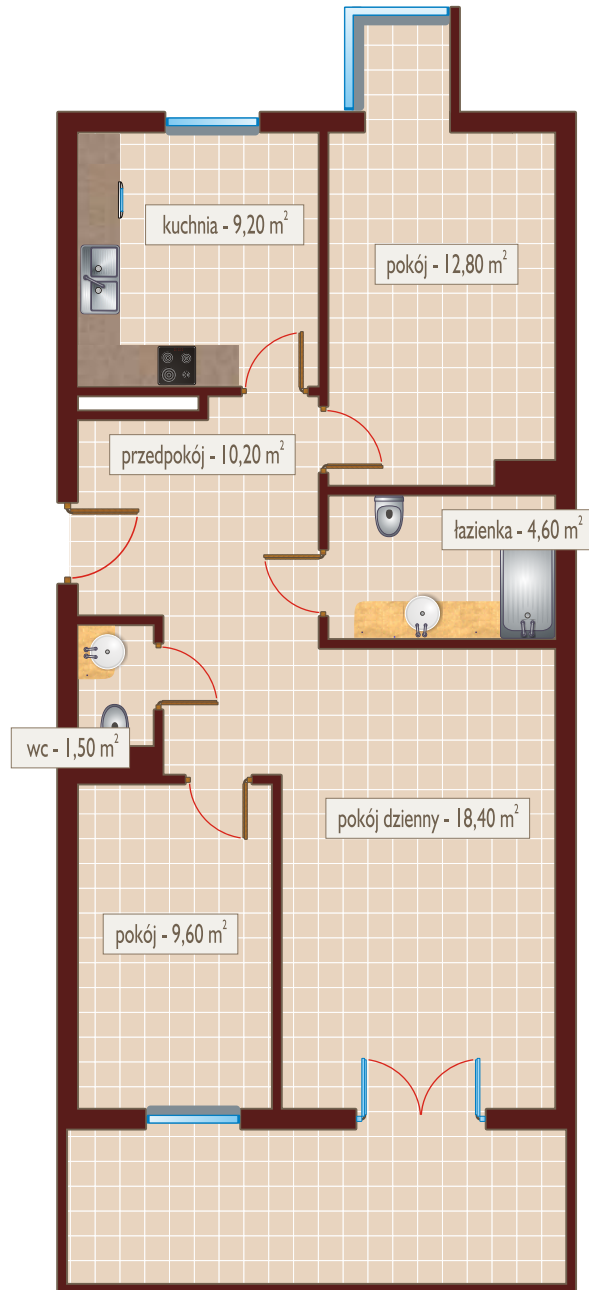 kuchnia - 9,20 m²
pokój - 12,80 m²
przedpokój - 10,20 m²
łazienka - 4,60 m²
wc - 1,50 m²
pokój dzienny - 18,40 m²
pokój - 9,60 m²